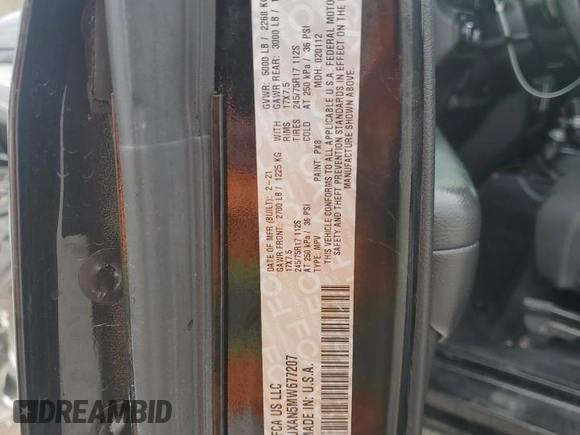 FCA US LLC
DATE OF MFR (BUILT): 2-21
GVWR: 5000 LB / 2268 KG
GAWR FRONT: 2700 LB / 1225 KG
WITH
GAWR REAR: 3000 LB /
17X7.5
RIMS
17X7.5
245/75R17 112S
TIRES
245/75R17 112S
AT 250 kPa / 36 PSI
COLD
AT 250 kPa / 36 PSI
TYPE: MPV
PAINT: PX8
MDH: 020112
THIS VEHICLE CONFORMS TO ALL APPLICABLE U.S.A. FEDERAL MOTOR
SAFETY AND THEFT PREVENTION STANDARDS IN EFFECT ON THE
MANUFACTURE SHOWN ABOVE.
JXAN5MW677207
MADE IN U.S.A.
DREAMBID